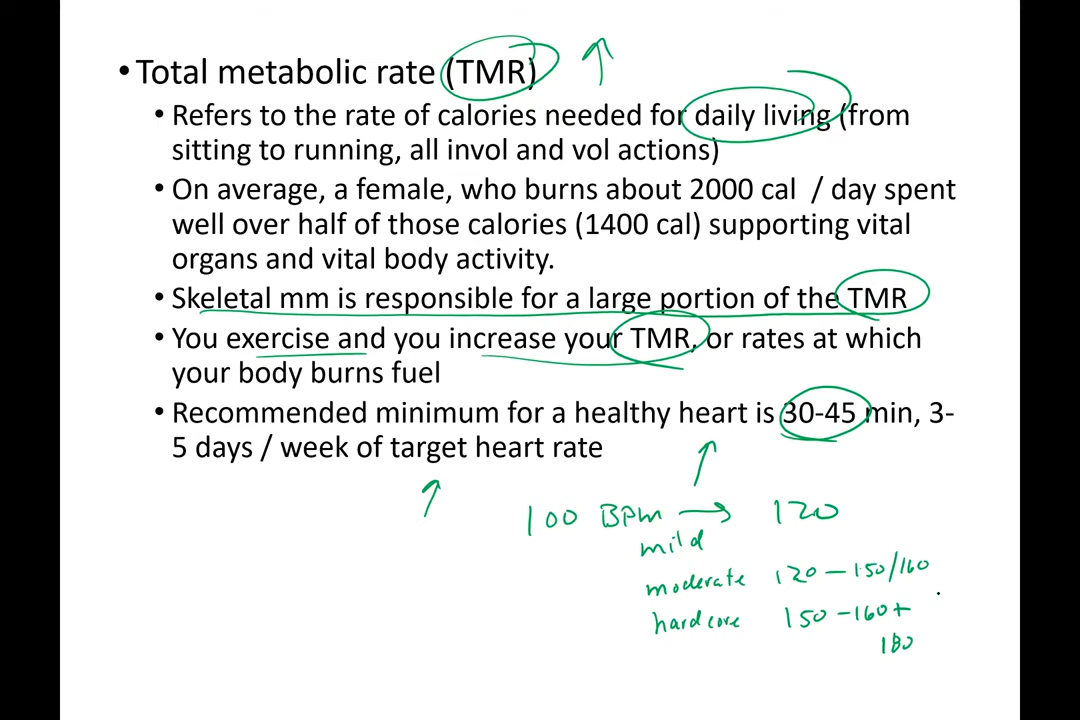 • Total metabolic rate (TMR)
• Refers to the rate of calories needed for daily living (from
sitting to running, all invol and vol actions)
• On average, a female, who burns about 2000 cal / day spent
well over half of those calories (1400 cal) supporting vital
organs and vital body activity.
• Skeletal mm is responsible for a large portion of the TMR
• You exercise and you increase your TMR, or rates at which
your body burns fuel
• Recommended minimum for a healthy heart is 30-45 min, 3-
5 days / week of target heart rate
100 BPM → 120
mild
moderate 120 – 150/160
hardcore 150 – 160+
180